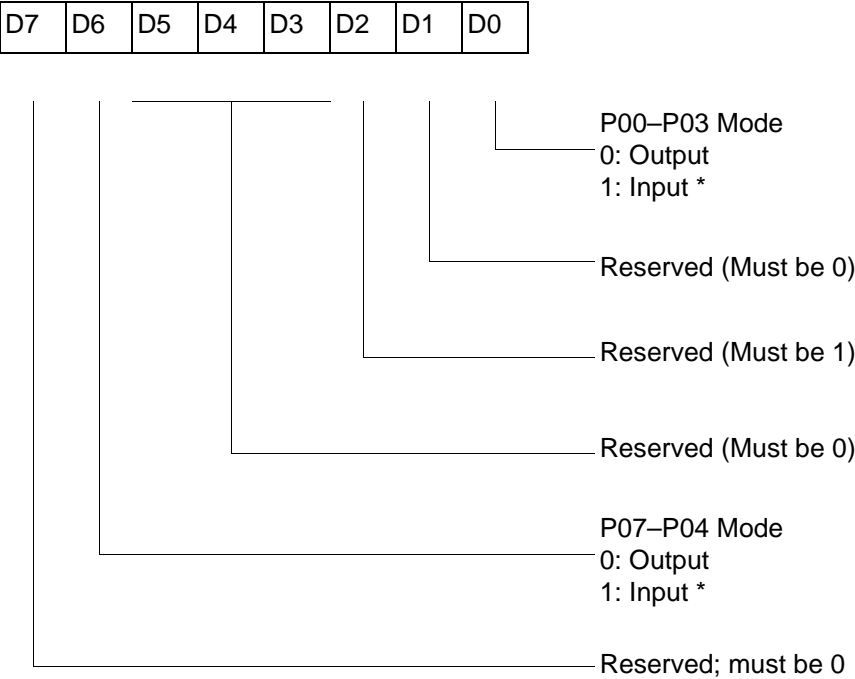 D7 D6 D5 D4 D3 D2 D1 D0
P00–P03 Mode
0: Output
1: Input *
Reserved (Must be 0)
Reserved (Must be 1)
Reserved (Must be 0)
P07–P04 Mode
0: Output
1: Input *
Reserved; must be 0